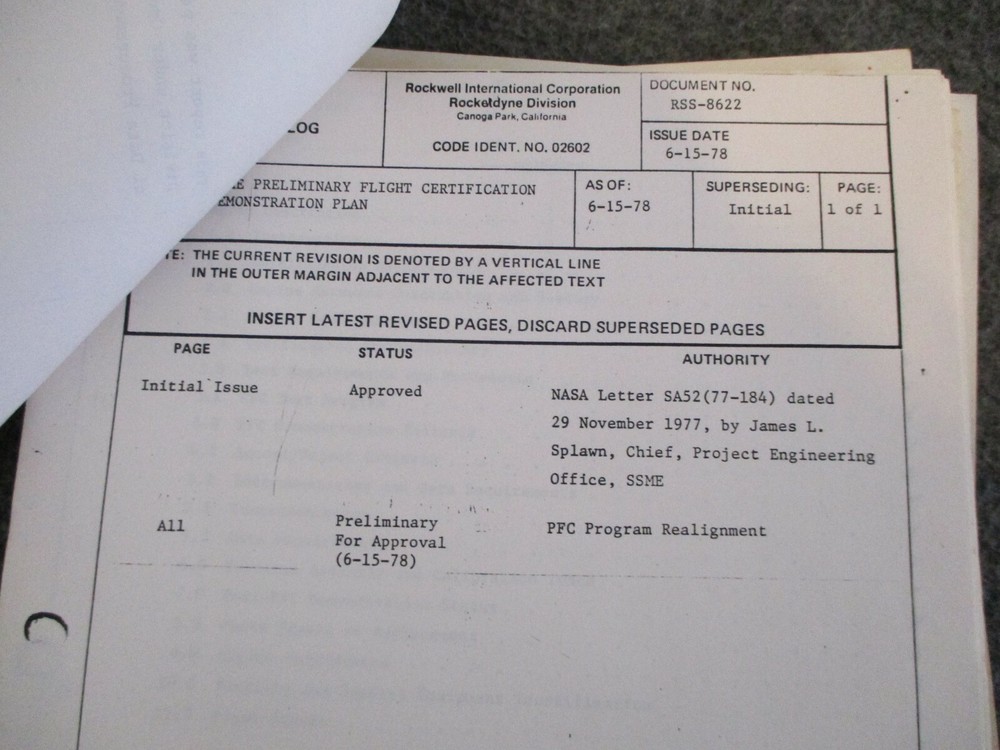 Rockwell International Corporation
Rocketdyne Division
Canoga Park, California
CODE IDENT. NO. 02602
DOCUMENT NO.
RSS-8622
ISSUE DATE
6-15-78
LOG
PRELIMINARY FLIGHT CERTIFICATION
EMONSTRATION PLAN
AS OF:
6-15-78
SUPERSEDING:
Initial
PAGE:
1 of 1
TE: THE CURRENT REVISION IS DENOTED BY A VERTICAL LINE
IN THE OUTER MARGIN ADJACENT TO THE AFFECTED TEXT
INSERT LATEST REVISED PAGES, DISCARD SUPERSEDED PAGES
PAGE STATUS AUTHORITY
Initial Issue Approved NASA Letter SA52(77-184) dated
29 November 1977, by James L.
Splawn, Chief, Project Engineering
Office, SSME
All Preliminary PFC Program Realignment
For Approval
(6-15-78)